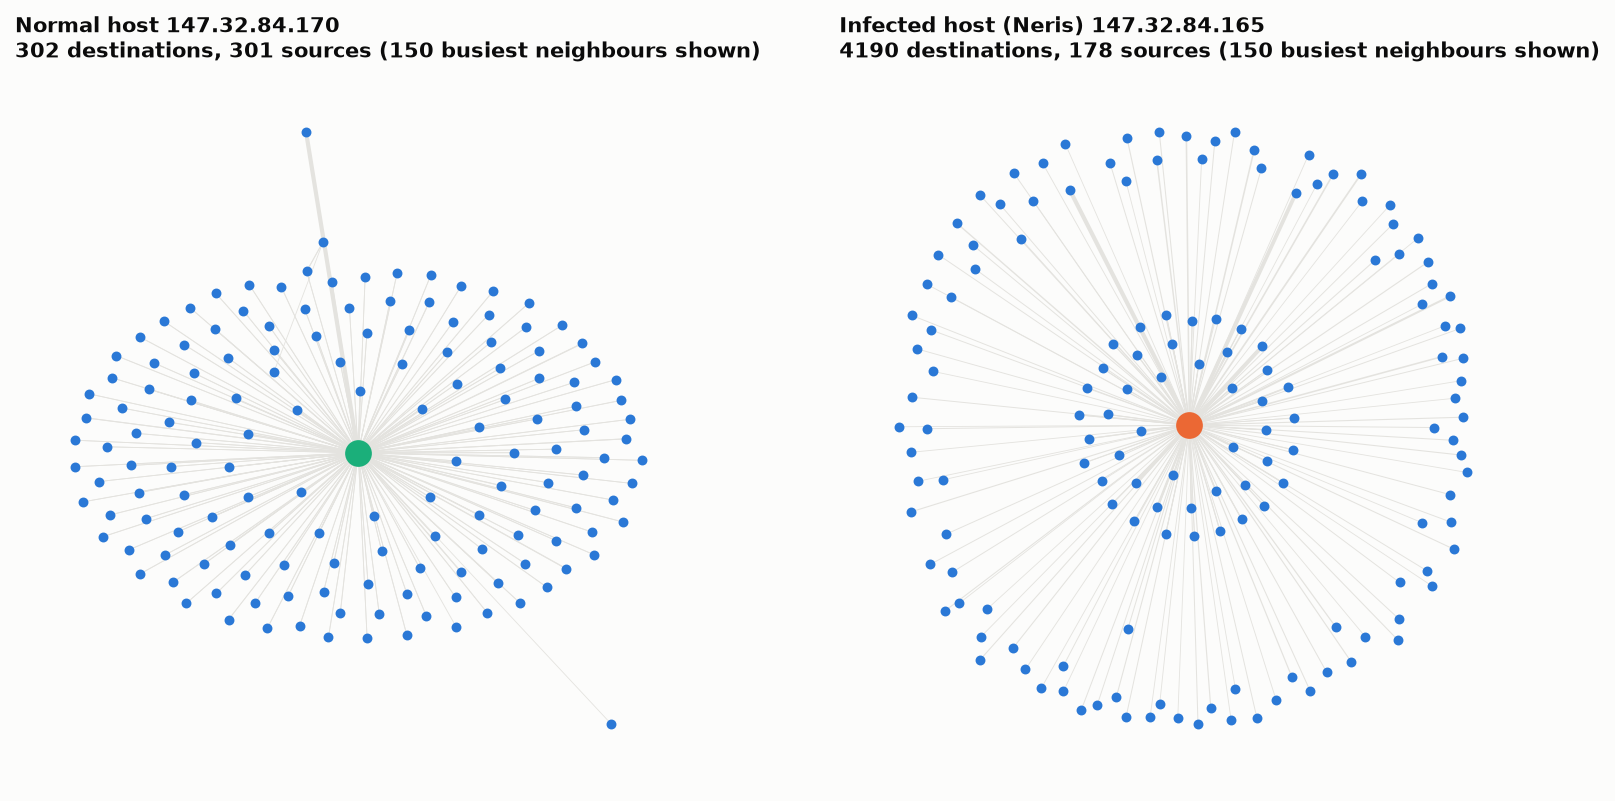 Normal host 147.32.84.170
302 destinations, 301 sources (150 busiest neighbours shown)
Infected host (Neris) 147.32.84.165
4190 destinations, 178 sources (150 busiest neighbours shown)